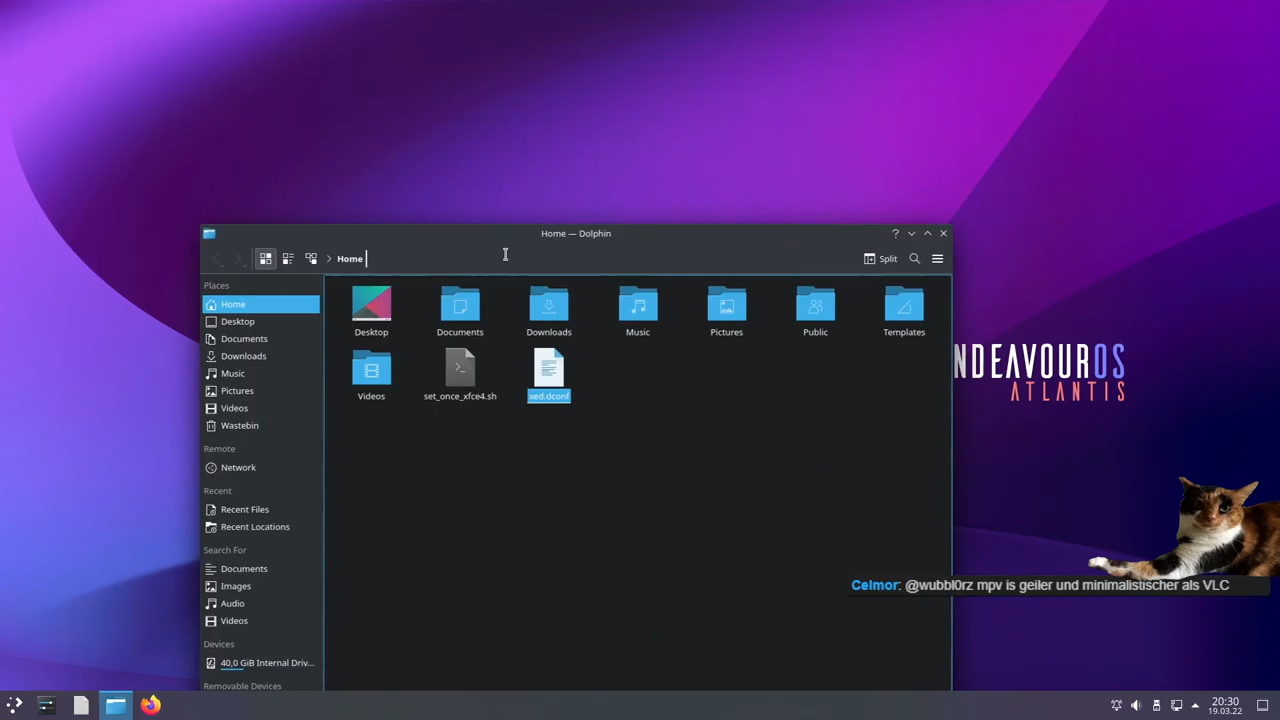 Home — Dolphin
Home
Split
Places
Home
Desktop
Documents
Downloads
Music
Pictures
Videos
Wastebin
Remote
Network
Recent
Recent Files
Recent Locations
Search For
Documents
Images
Audio
Videos
Devices
40,0 GiB Internal Driv...
Removable Devices
Desktop
Documents
Downloads
Music
Pictures
Public
Templates
Videos
set_once_xfce4.sh
xed.dconf
NDEAVOUROS
ATLANTIS
Celmor: @wubbl0rz mpv is geiler und minimalistischer als VLC
20:30
19.03.22